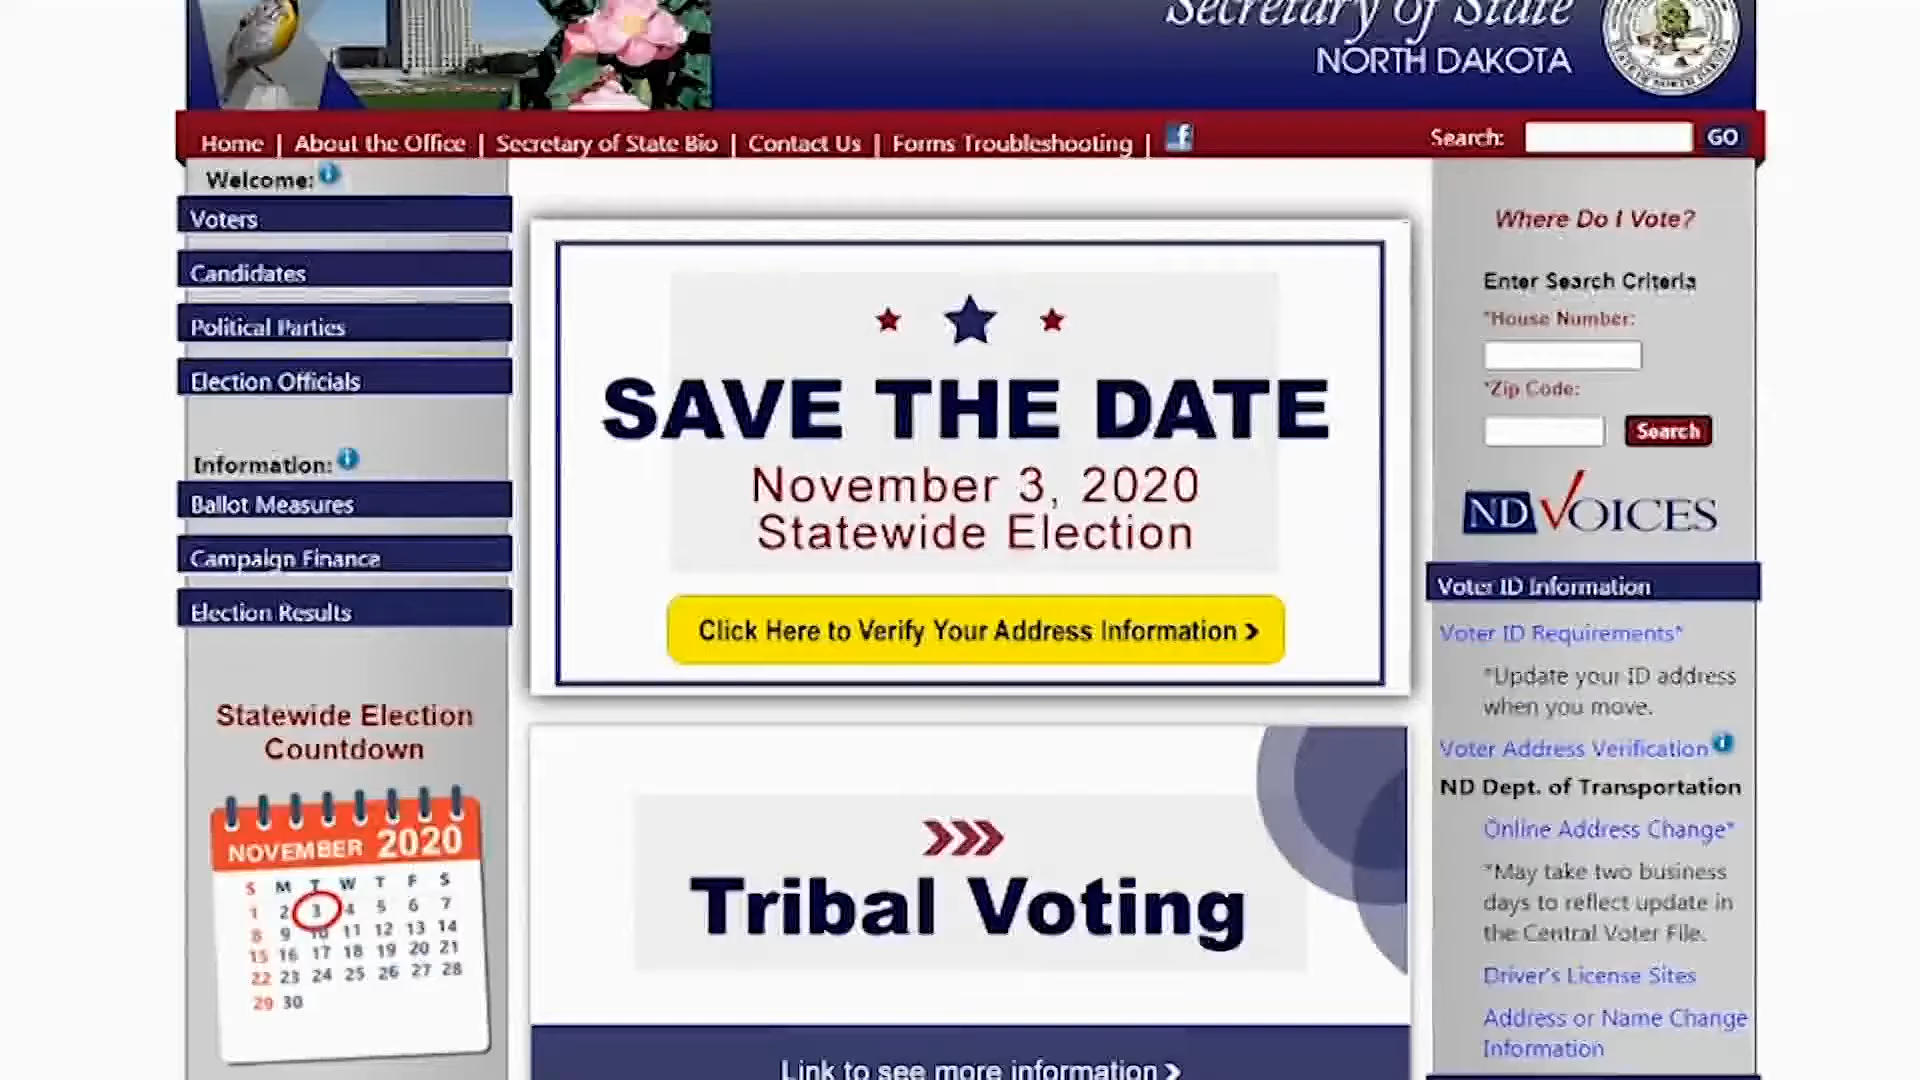 Secretary of State
NORTH DAKOTA
Home | About the Office | Secretary of State Bio | Contact Us | Forms Troubleshooting |
Search:
GO
Welcome:
Voters
Candidates
Political Parties
Election Officials
Information:
Ballot Measures
Campaign Finance
Election Results
Statewide Election
Countdown
NOVEMBER 2020
S M T W T F S
1 2 3 4 5 6 7
8 9 10 11 12 13 14
15 16 17 18 19 20 21
22 23 24 25 26 27 28
29 30
SAVE THE DATE
November 3, 2020
Statewide Election
Click Here to Verify Your Address Information >
Tribal Voting
Link to see more information >
Where Do I Vote?
Enter Search Criteria
*House Number:
*Zip Code:
Search
ND VOICES
Voter ID Information
Voter ID Requirements*
*Update your ID address
when you move.
Voter Address Verification
ND Dept. of Transportation
Online Address Change*
*May take two business
days to reflect update in
the Central Voter File.
Driver's License Sites
Address or Name Change
Information